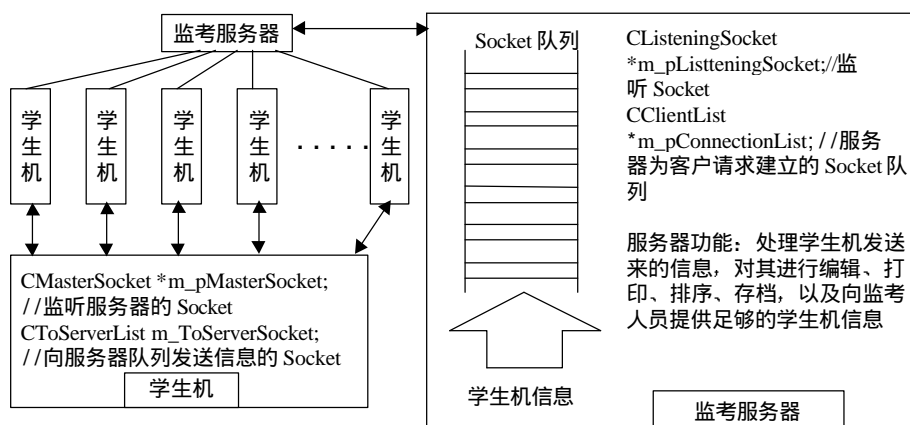 监考服务器
学生机
学生机
学生机
学生机
·····
学生机
CMasterSocket *m_pMasterSocket;
//监听服务器的 Socket
CToServerList m_ToServerSocket;
//向服务器队列发送信息的 Socket
学生机
Socket 队列
学生机信息
CListeningSocket
*m_pListteningSocket;//监
听 Socket
CClientList
*m_pConnectionList; //服务
器为客户请求建立的 Socket 队
列
服务器功能：处理学生机发送
来的信息，对其进行编辑、打
印、排序、存档，以及向监考
人员提供足够的学生机信息
监考服务器